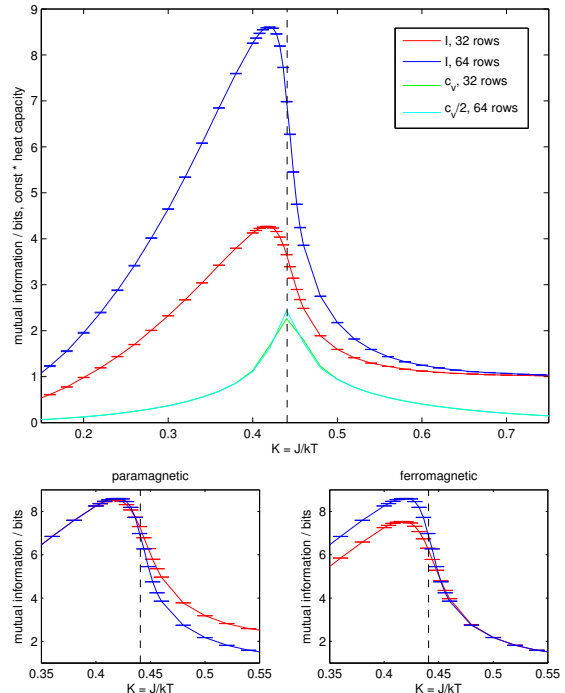 9
8
7
6
5
4
3
2
1
0
mutual information / bits, const * heat capacity
I, 32 rows
I, 64 rows
c_v, 32 rows
c_v/2, 64 rows
0.2 0.3 0.4 0.5 0.6 0.7
K = J/kT
paramagnetic
8
6
4
2
mutual information / bits
0.35 0.4 0.45 0.5 0.55
K = J/kT
ferromagnetic
8
6
4
2
mutual information / bits
0.35 0.4 0.45 0.5 0.55
K = J/kT